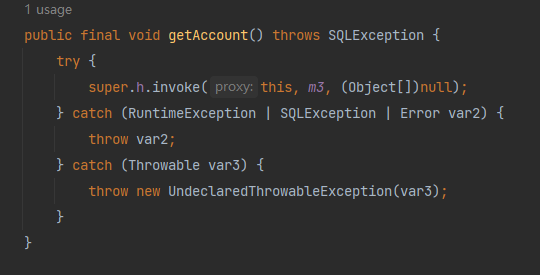 1 usage
public final void getAccount() throws SQLException {
    try {
        super.h.invoke( proxy: this, m3, (Object[])null);
    } catch (RuntimeException | SQLException | Error var2) {
        throw var2;
    } catch (Throwable var3) {
        throw new UndeclaredThrowableException(var3);
    }
}